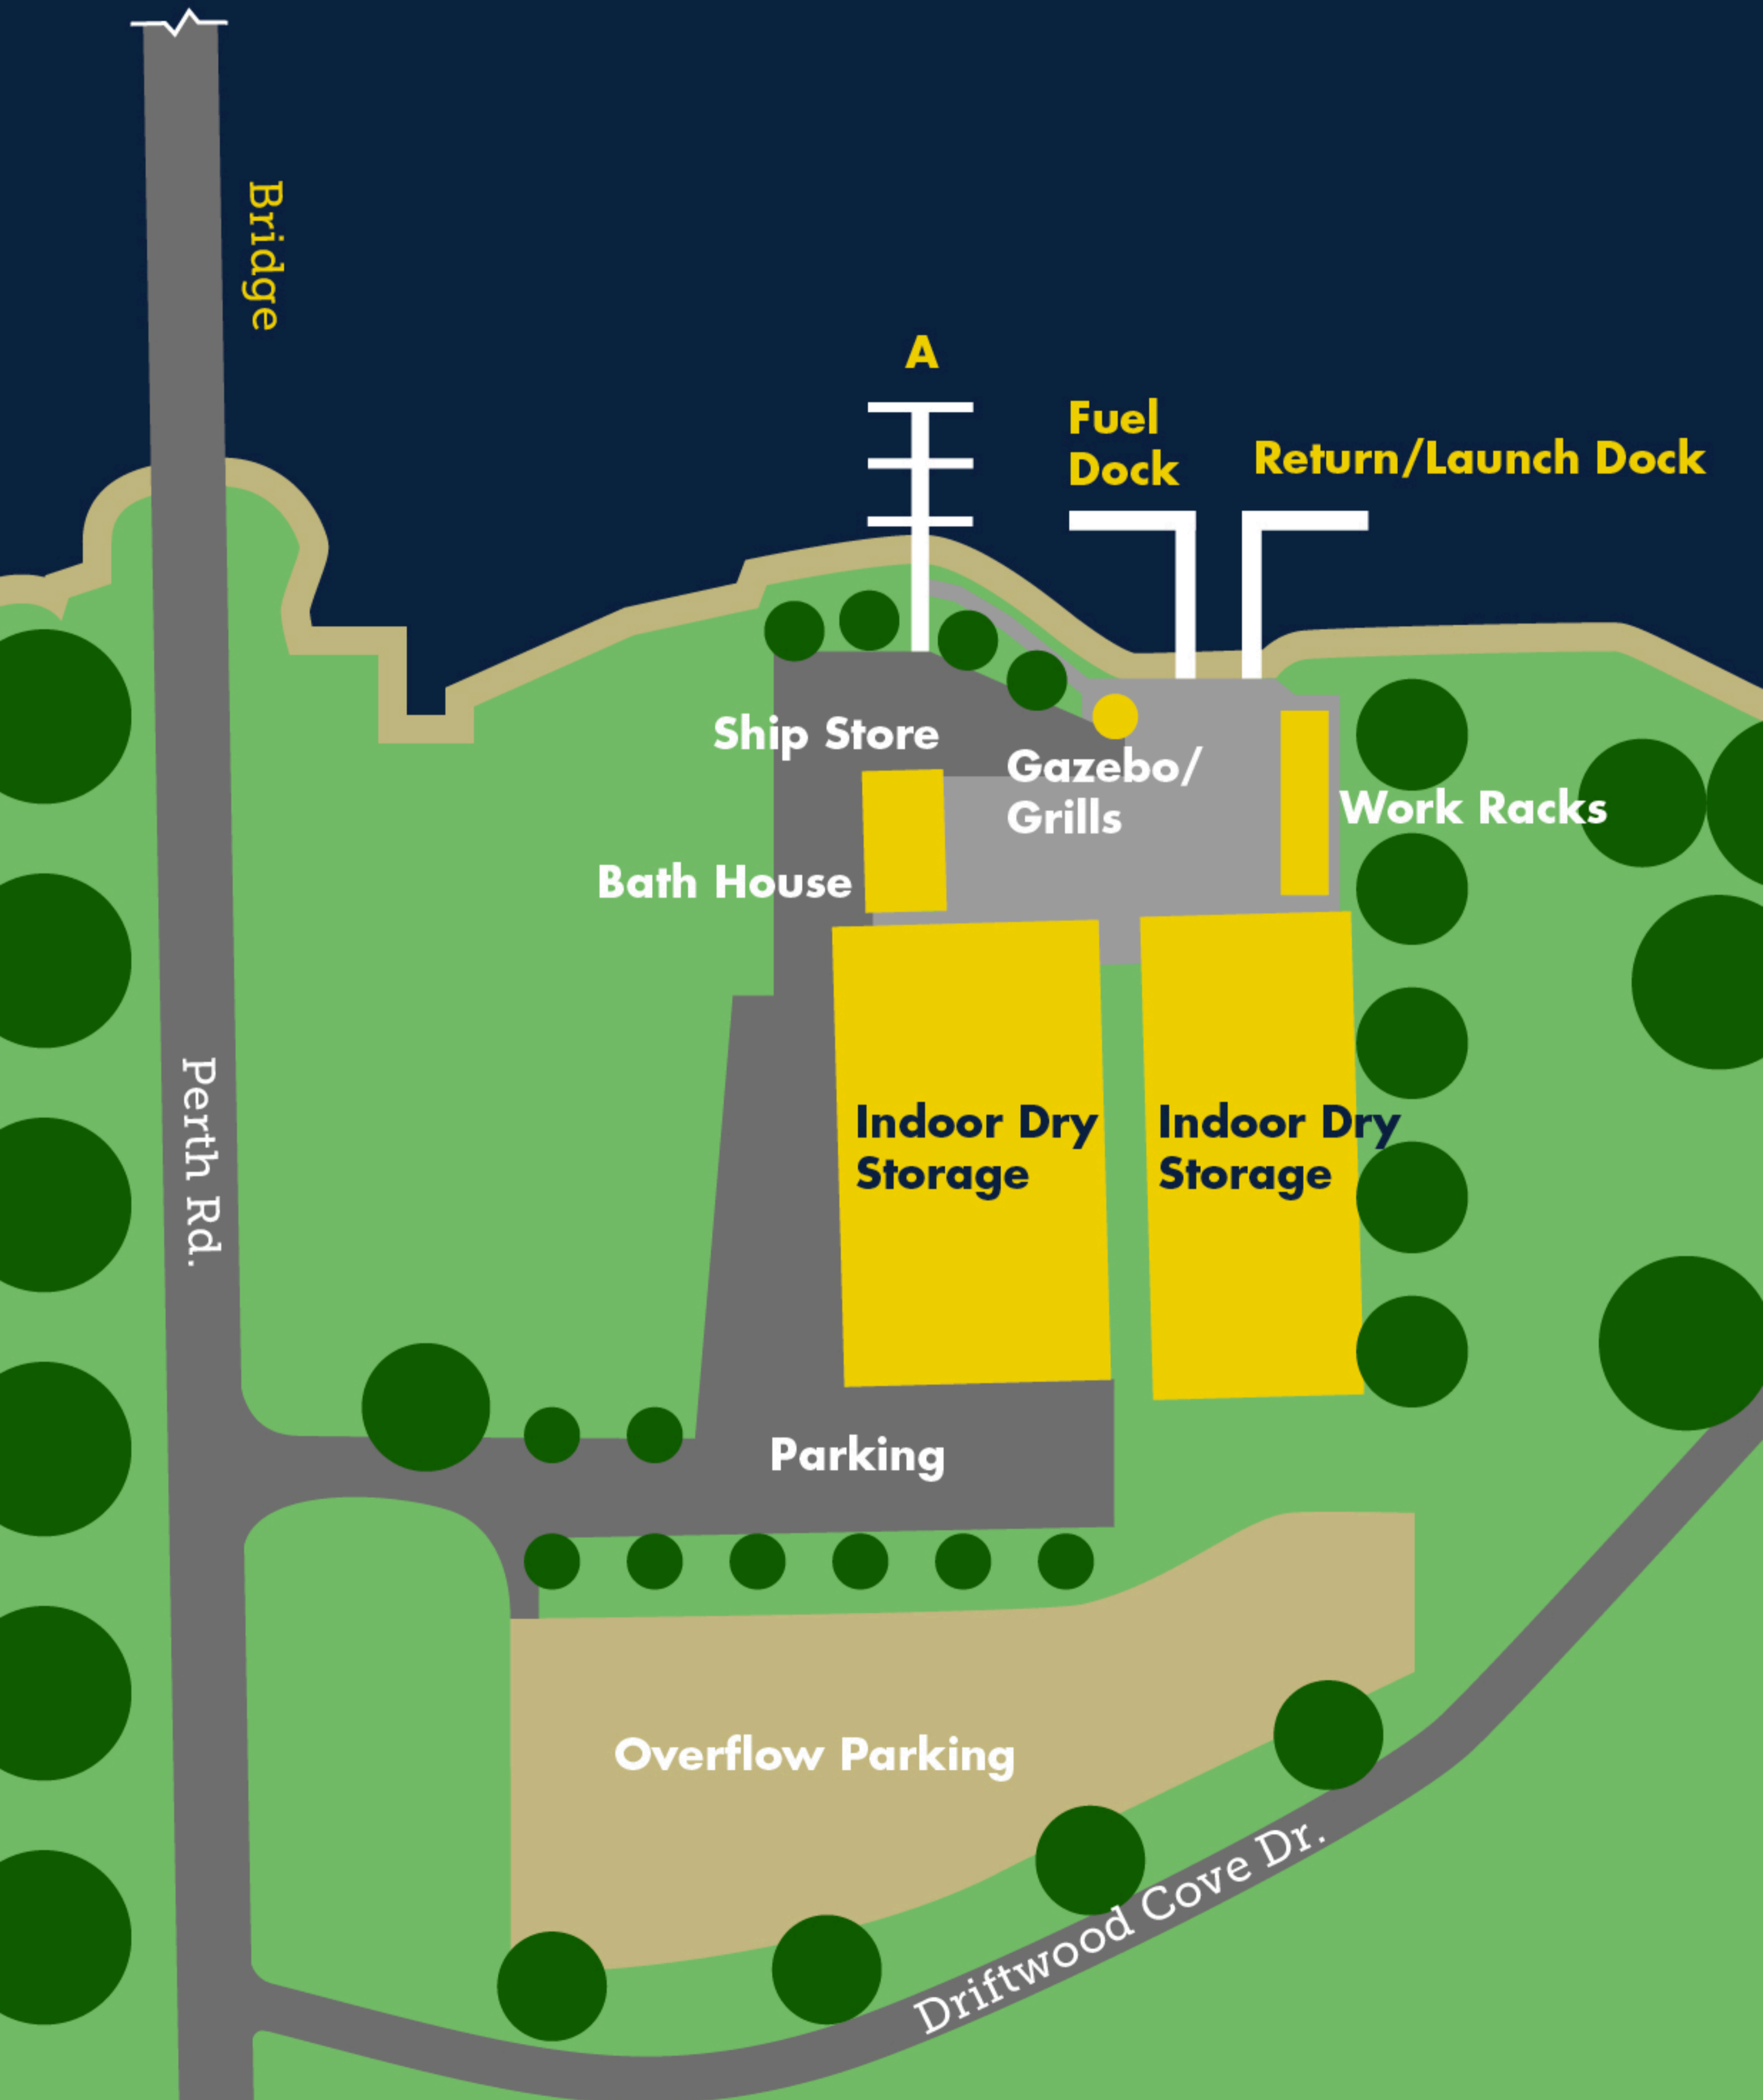 Bridge
A
Fuel
Dock
Return/Launch Dock
Ship Store
Gazebo/
Grills
Work Racks
Bath House
Perth Rd.
Indoor Dry
Storage
Indoor Dry
Storage
Parking
Overflow Parking
Driftwood Cove Dr.